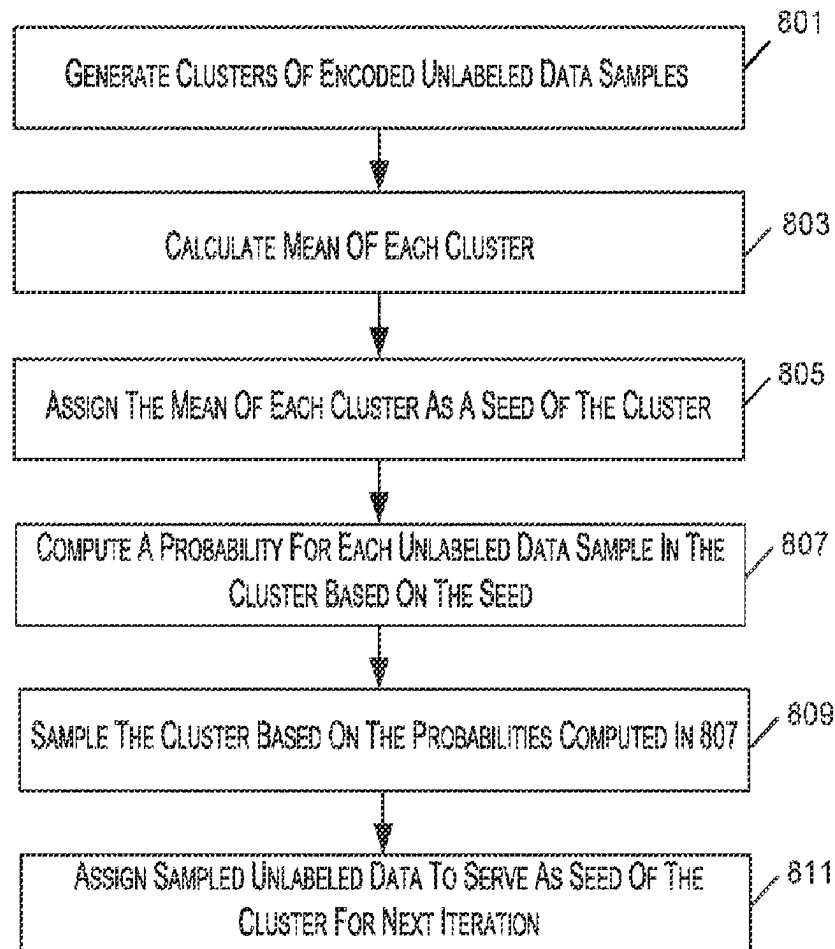 801
GENERATE CLUSTERS OF ENCODED UNLABELED DATA SAMPLES
803
CALCULATE MEAN OF EACH CLUSTER
805
ASSIGN THE MEAN OF EACH CLUSTER AS A SEED OF THE CLUSTER
807
COMPUTE A PROBABILITY FOR EACH UNLABELED DATA SAMPLE IN THE
CLUSTER BASED ON THE SEED
809
SAMPLE THE CLUSTER BASED ON THE PROBABILITIES COMPUTED IN 807
811
ASSIGN SAMPLED UNLABELED DATA TO SERVE AS SEED OF THE
CLUSTER FOR NEXT ITERATION